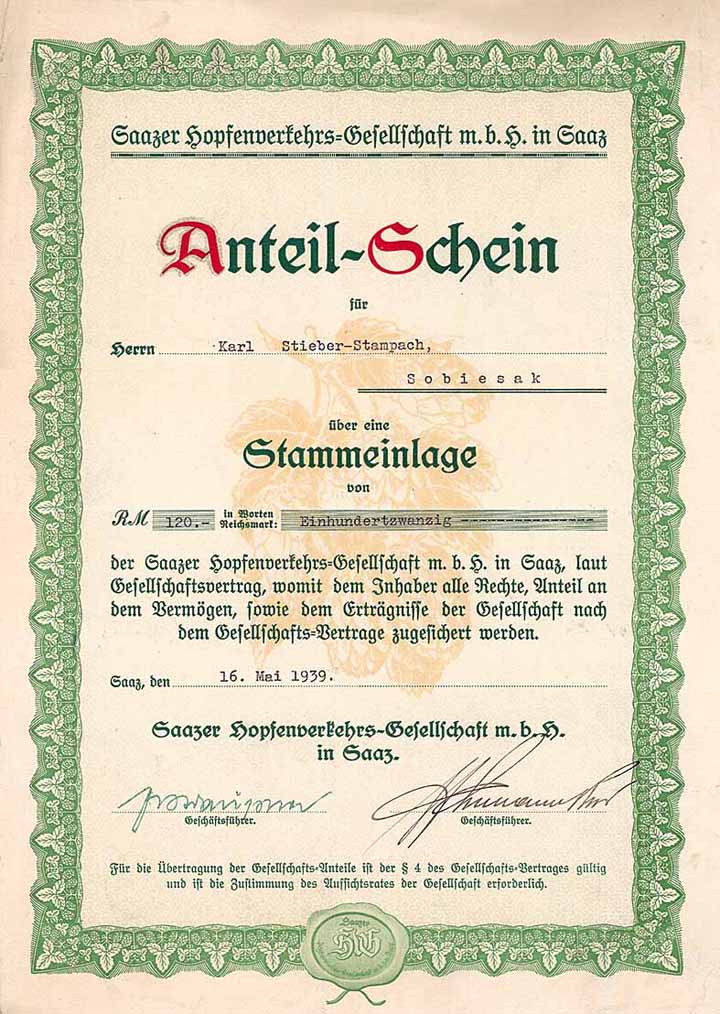 Saazer Hopfenverkehrs=Gesellschaft m.b.H. in Saaz
Anteil-Schein
für
Herrn Karl Stieber-Stampach,
Sobiesak
über eine
Stammeinlage
von
RM 120.- in Worten Reichsmark: Einhundertzwanzig
der Saazer Hopfenverkehrs=Gesellschaft m.b.H. in Saaz, laut
Gesellschaftsvertrag, womit dem Inhaber alle Rechte, Anteil an
dem Vermögen, sowie dem Erträgnisse der Gesellschaft nach
dem Gesellschafts=Vertrage zugesichert werden.
Saaz, den 16. Mai 1939.
Saazer Hopfenverkehrs-Gesellschaft m.b.H.
in Saaz.
Geschäftsführer. Geschäftsführer.
Für die Übertragung der Gesellschafts=Anteile ist der § 4 des Gesellschafts=Vertrages gültig
und ist die Zustimmung des Aufsichtsrates der Gesellschaft erforderlich.
Saazer
HVG